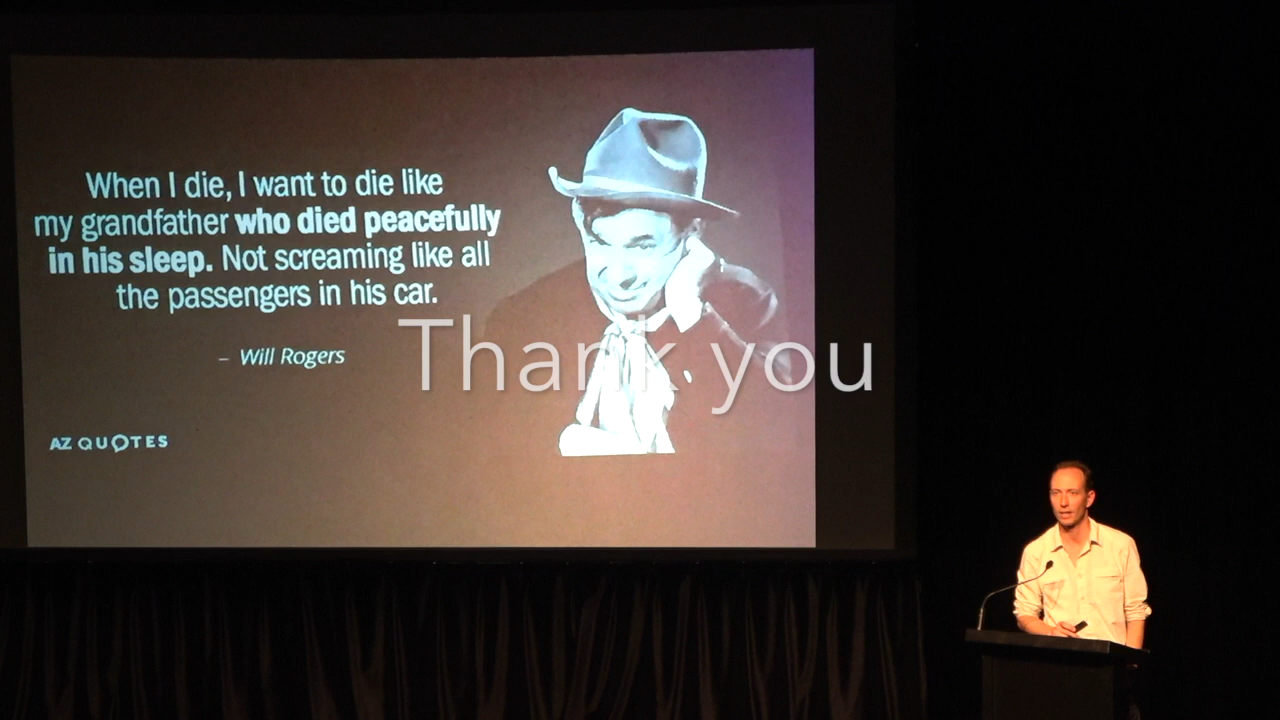 When I die, I want to die like
my grandfather who died peacefully
in his sleep. Not screaming like all
the passengers in his car.
– Will Rogers
AZ QUOTES
Thank you